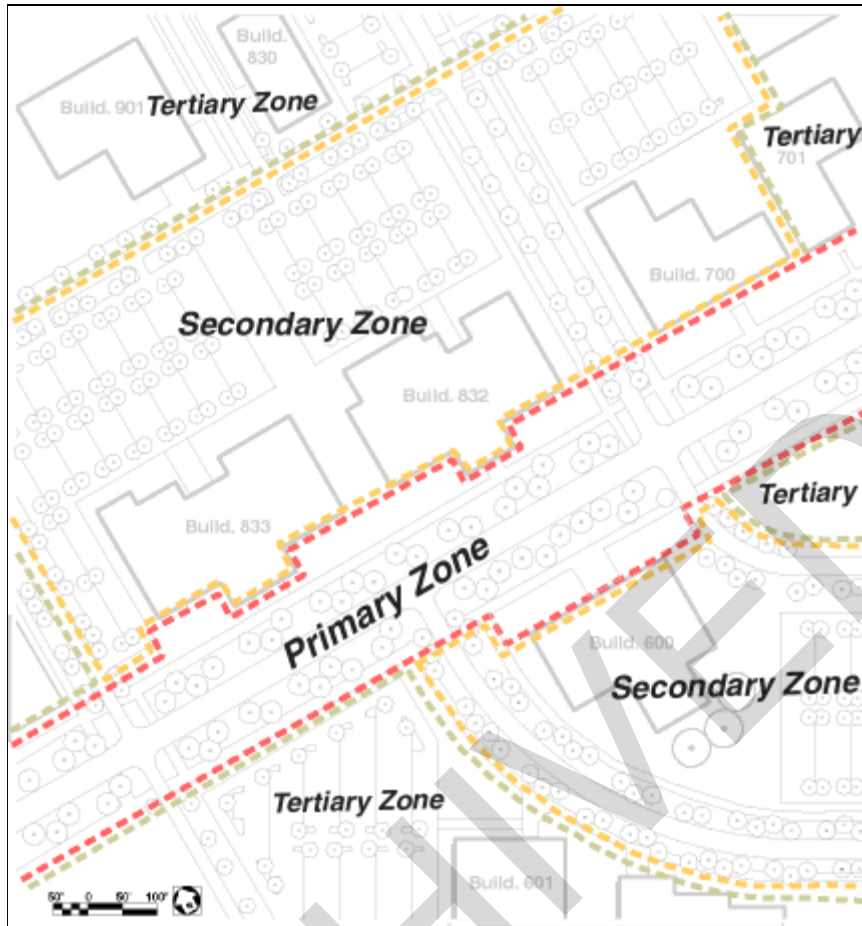 Build.
830
Build. 901
Tertiary Zone
Tertiary
701
Build. 700
Secondary Zone
Build. 832
Build. 833
Tertiary
Primary Zone
Build. 600
Secondary Zone
Tertiary Zone
Build. 601
50' 0 50' 100'
HIVED